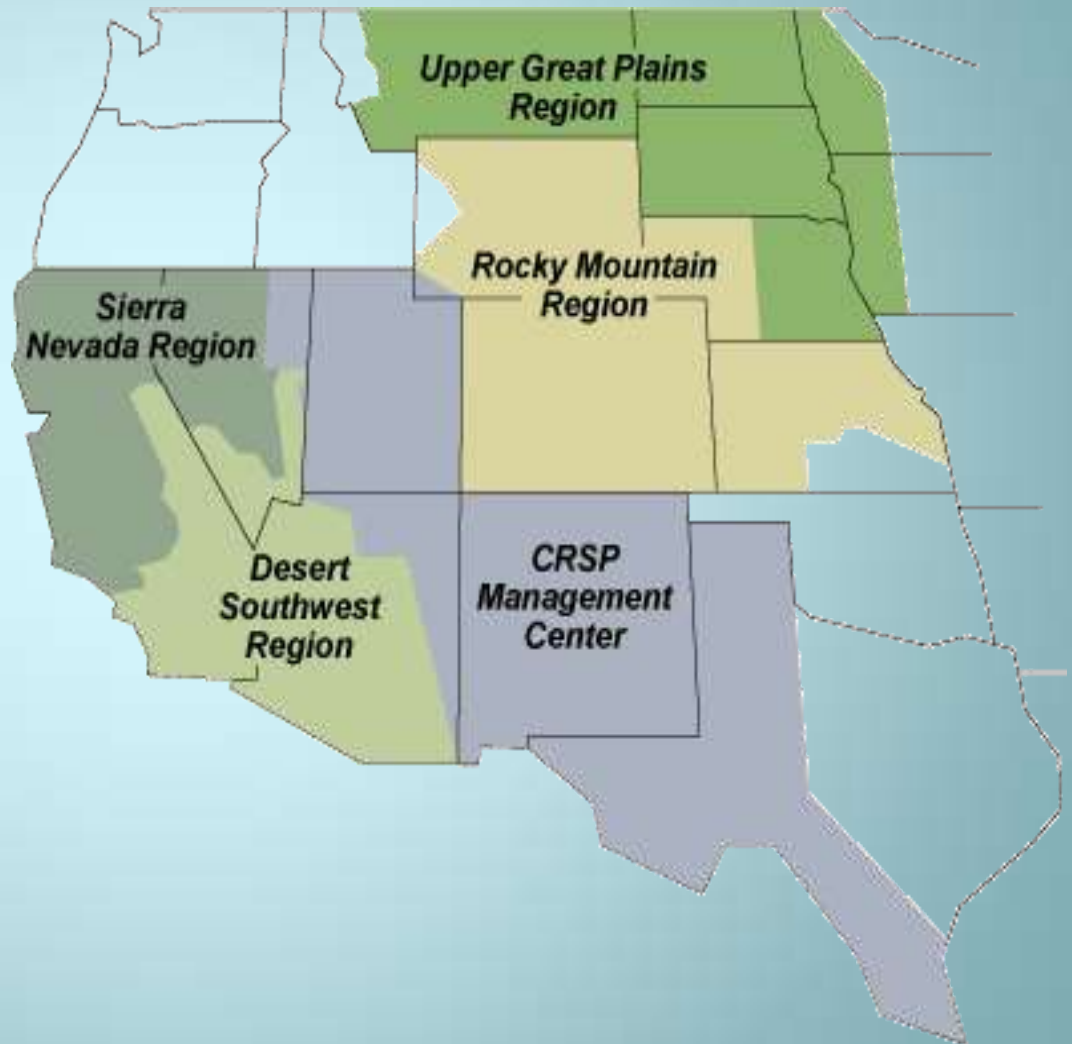 Upper Great Plains
Region
Rocky Mountain
Region
Sierra
Nevada Region
Desert
Southwest
Region
CRSP
Management
Center